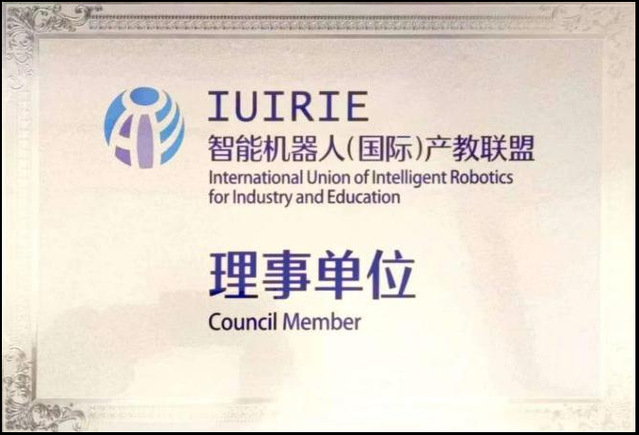 IUIRIE
智能机器人(国际)产教联盟
International Union of Intelligent Robotics
for Industry and Education
理事单位
Council Member